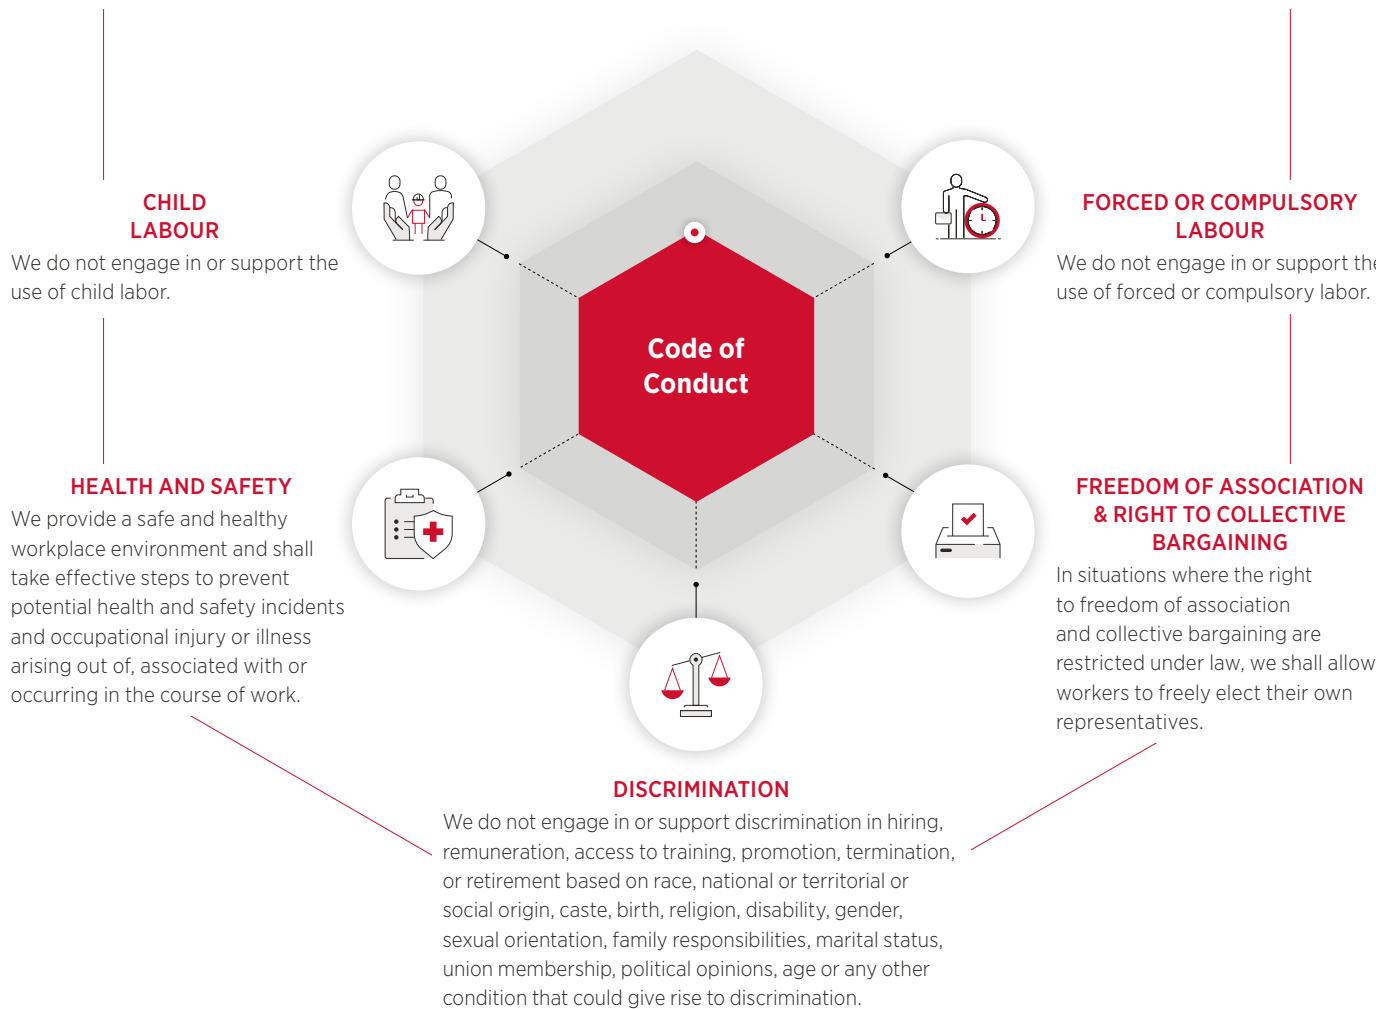 CHILD
LABOUR
We do not engage in or support the
use of child labor.
FORCED OR COMPULSORY
LABOUR
We do not engage in or support the
use of forced or compulsory labor.
Code of
Conduct
HEALTH AND SAFETY
We provide a safe and healthy
workplace environment and shall
take effective steps to prevent
potential health and safety incidents
and occupational injury or illness
arising out of, associated with or
occurring in the course of work.
FREEDOM OF ASSOCIATION
& RIGHT TO COLLECTIVE
BARGAINING
In situations where the right
to freedom of association
and collective bargaining are
restricted under law, we shall allow
workers to freely elect their own
representatives.
DISCRIMINATION
We do not engage in or support discrimination in hiring,
remuneration, access to training, promotion, termination,
or retirement based on race, national or territorial or
social origin, caste, birth, religion, disability, gender,
sexual orientation, family responsibilities, marital status,
union membership, political opinions, age or any other
condition that could give rise to discrimination.